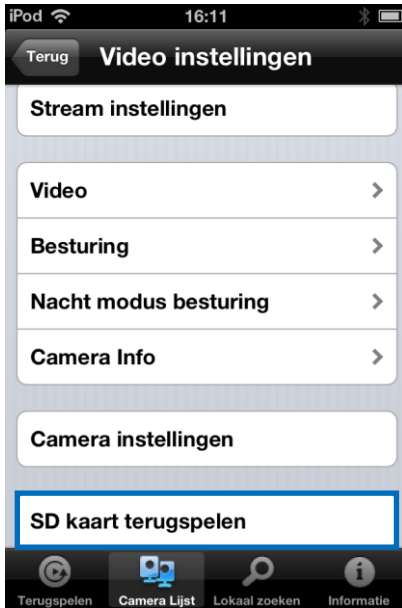 iPod 16:11
Terug Video instellingen
Stream instellingen
Video
Besturing
Nacht modus besturing
Camera Info
Camera instellingen
SD kaart terugspelen
Terugspelen Camera Lijst Lokaal zoeken Informatie